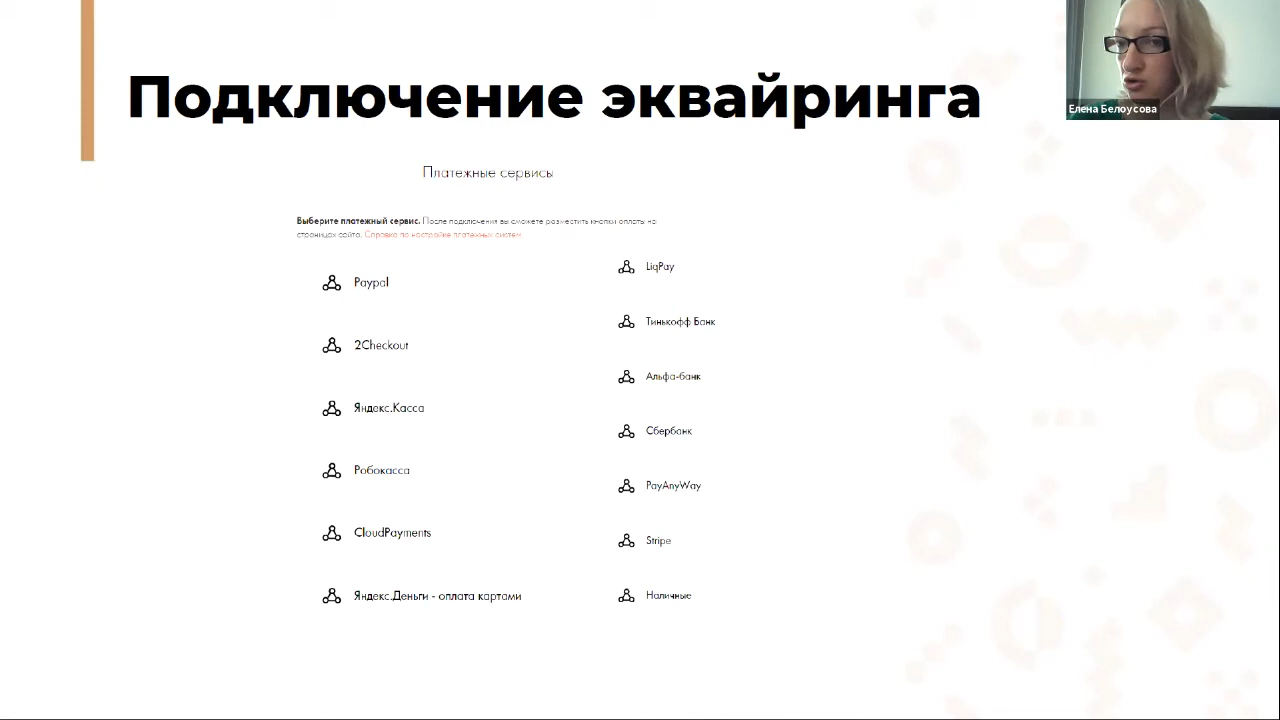 Подключение эквайринга
Елена Белоусова
Платежные сервисы
Выберите платежный сервис. После подключения вы сможете разместить кнопки оплаты на
страницах сайта. Справка по настройке платежных систем
Paypal
2Checkout
Яндекс.Касса
Робокасса
CloudPayments
Яндекс.Деньги - оплата картами
LiqPay
Тинькофф Банк
Альфа-банк
Сбербанк
PayAnyWay
Stripe
Наличные